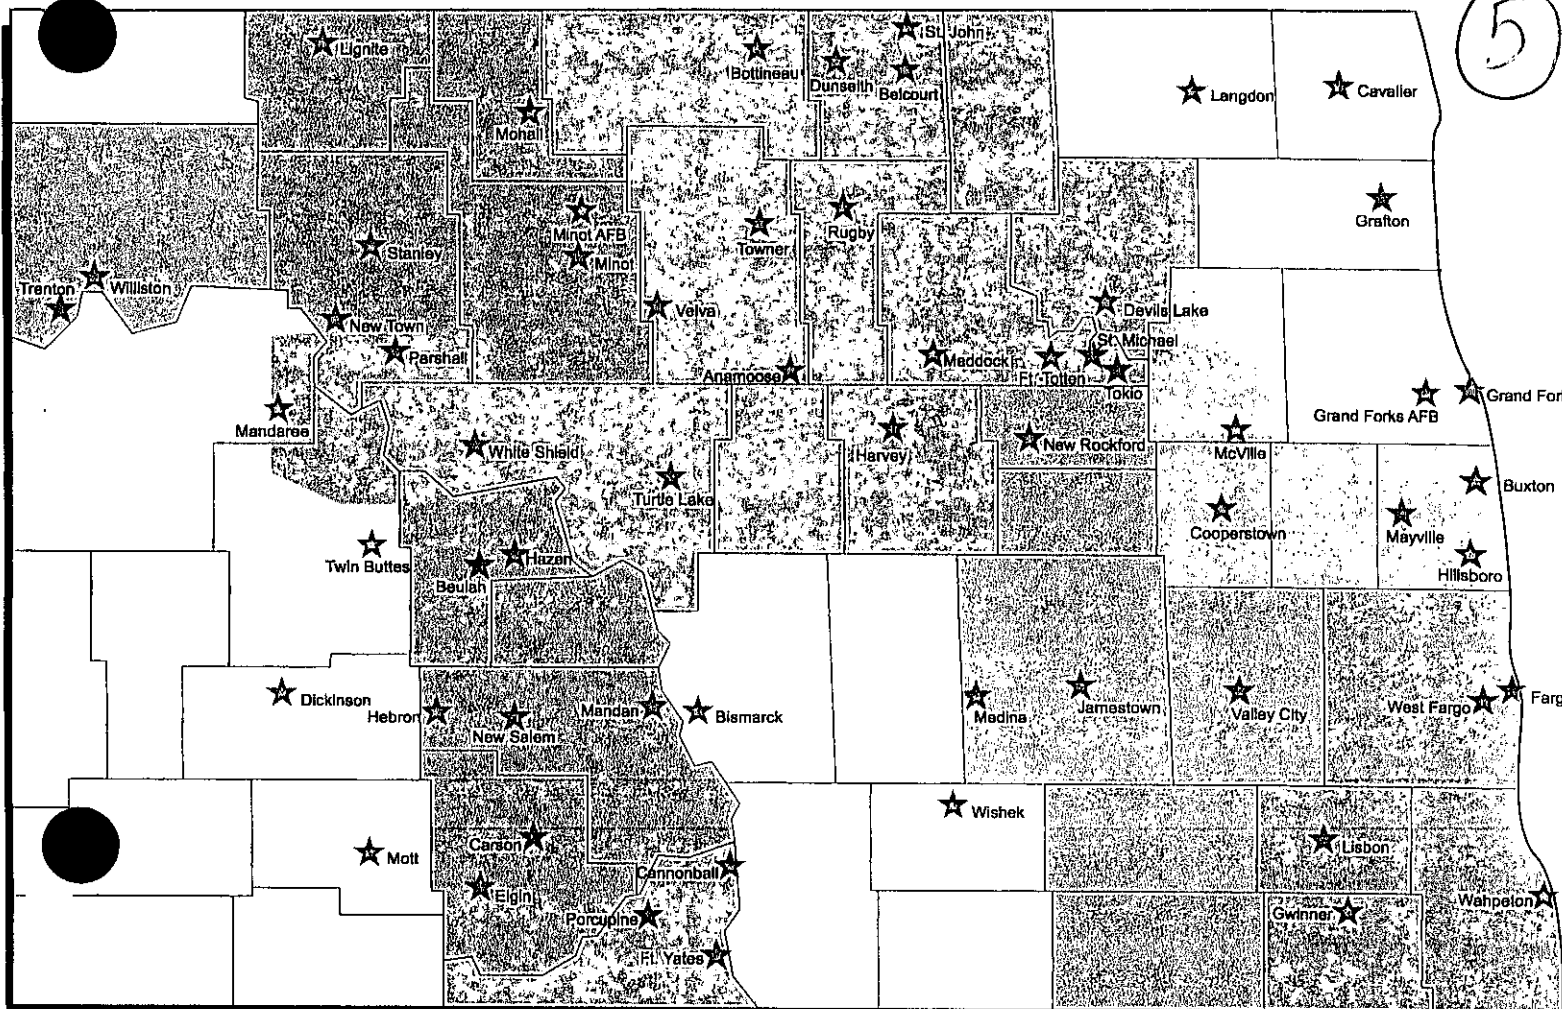 5
Lignite
Bottineau
St. John
Dunseith
Belcourt
Langdon
Cavalier
Mohall
Grafton
Minot AFB
Minot
Towner
Rugby
Stanley
Trenton
Williston
New Town
Velva
Devils Lake
Parshall
Maddock
St. Michael
Ft. Totten
Tokio
Anamoose
Grand For
Grand Forks AFB
Mandaree
White Shield
Harvey
New Rockford
McVille
Turtle Lake
Buxton
Cooperstown
Mayville
Hillsboro
Twin Buttes
Hazen
Beulah
Dickinson
Hebron
New Salem
Mandan
Bismarck
Medina
Jamestown
Valley City
West Fargo
Farg
Wishek
Mott
Carson
Lisbon
Cannonball
Elgin
Porcupine
Gwinner
Wahpeton
Ft. Yates